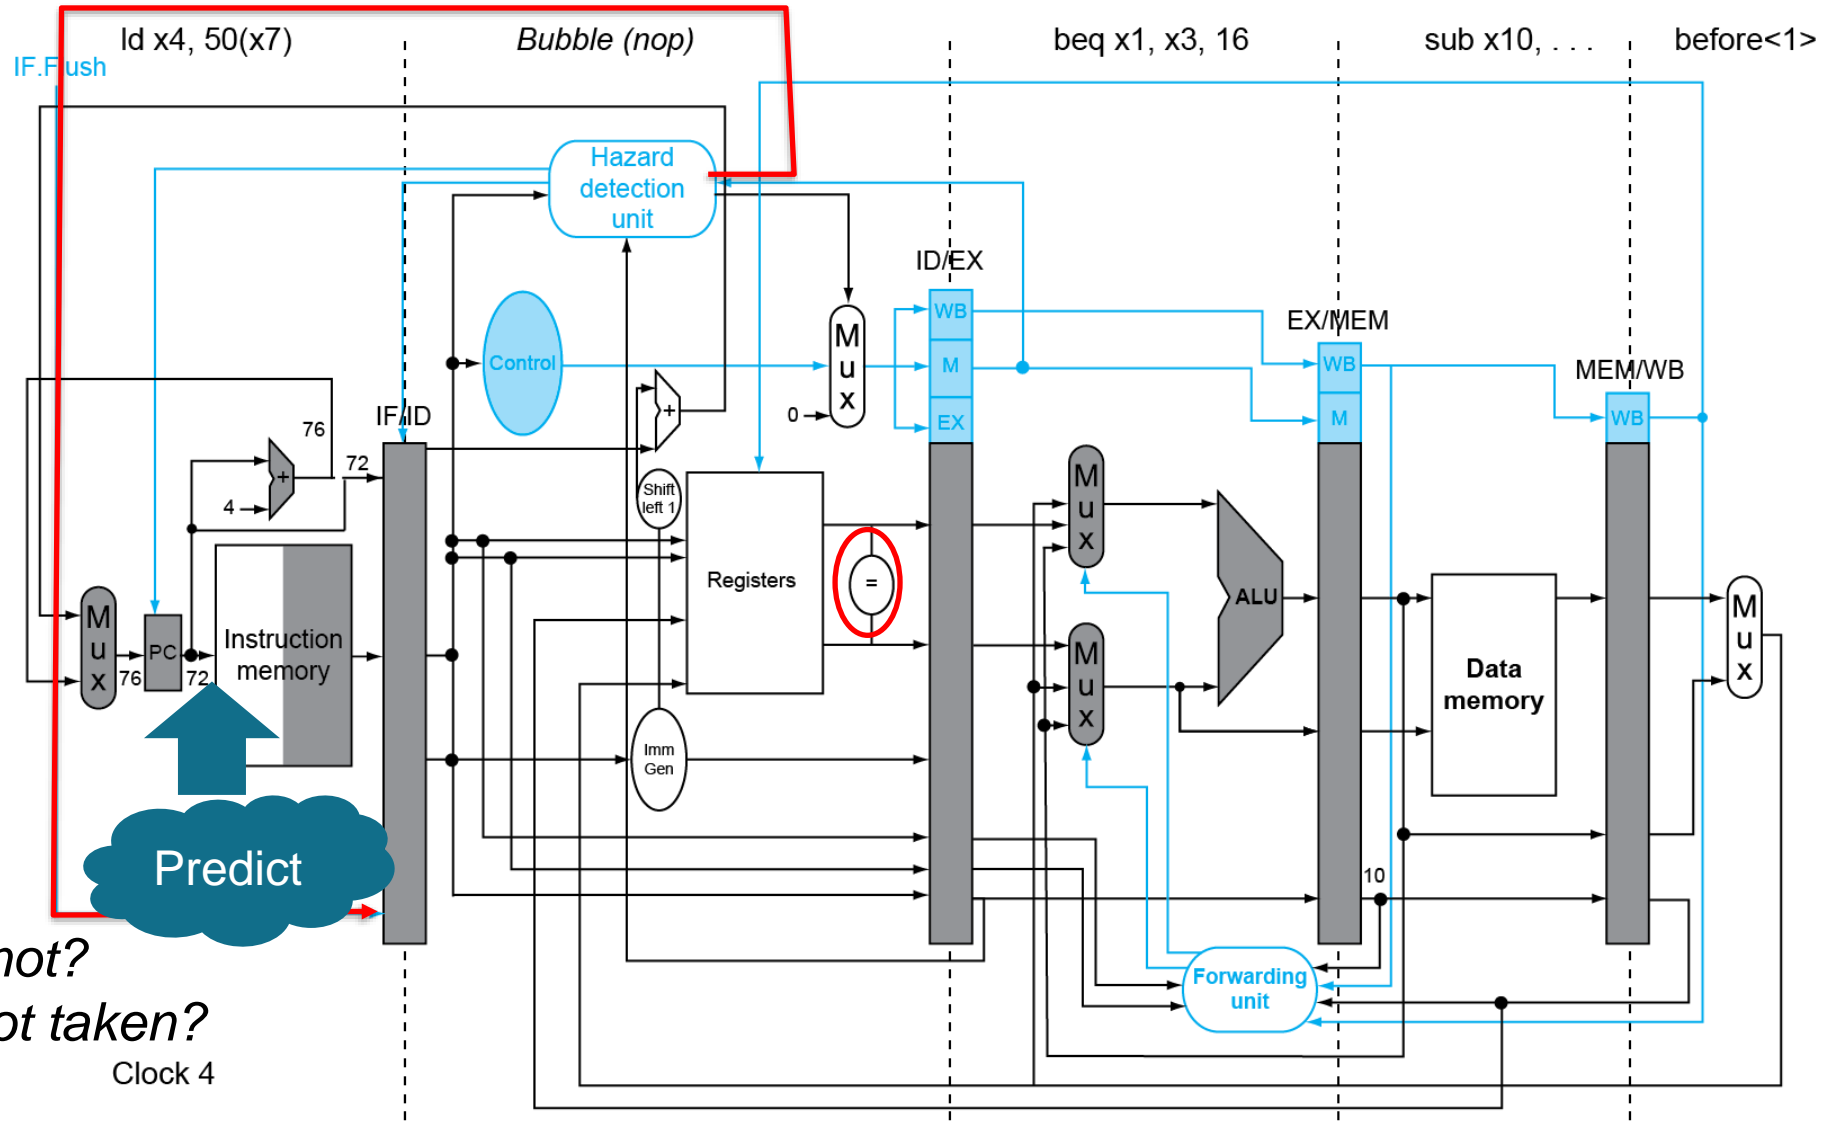 ld x4, 50(x7)
Bubble (nop)
beq x1, x3, 16
sub x10, . . .
before<1>
IF.Flush
Hazard
detection
unit
ID/EX
WB
M
EX
EX/MEM
WB
M
MEM/WB
WB
Control
M
u
x
0
+
IF/ID
76
72
+
4
Shift
left 1
Registers
=
M
u
x
M
u
x
ALU
M
u
x
PC
76
72
Instruction
memory
Data
memory
M
u
x
Imm
Gen
Predict
10
Forwarding
unit
not?
ot taken?
Clock 4